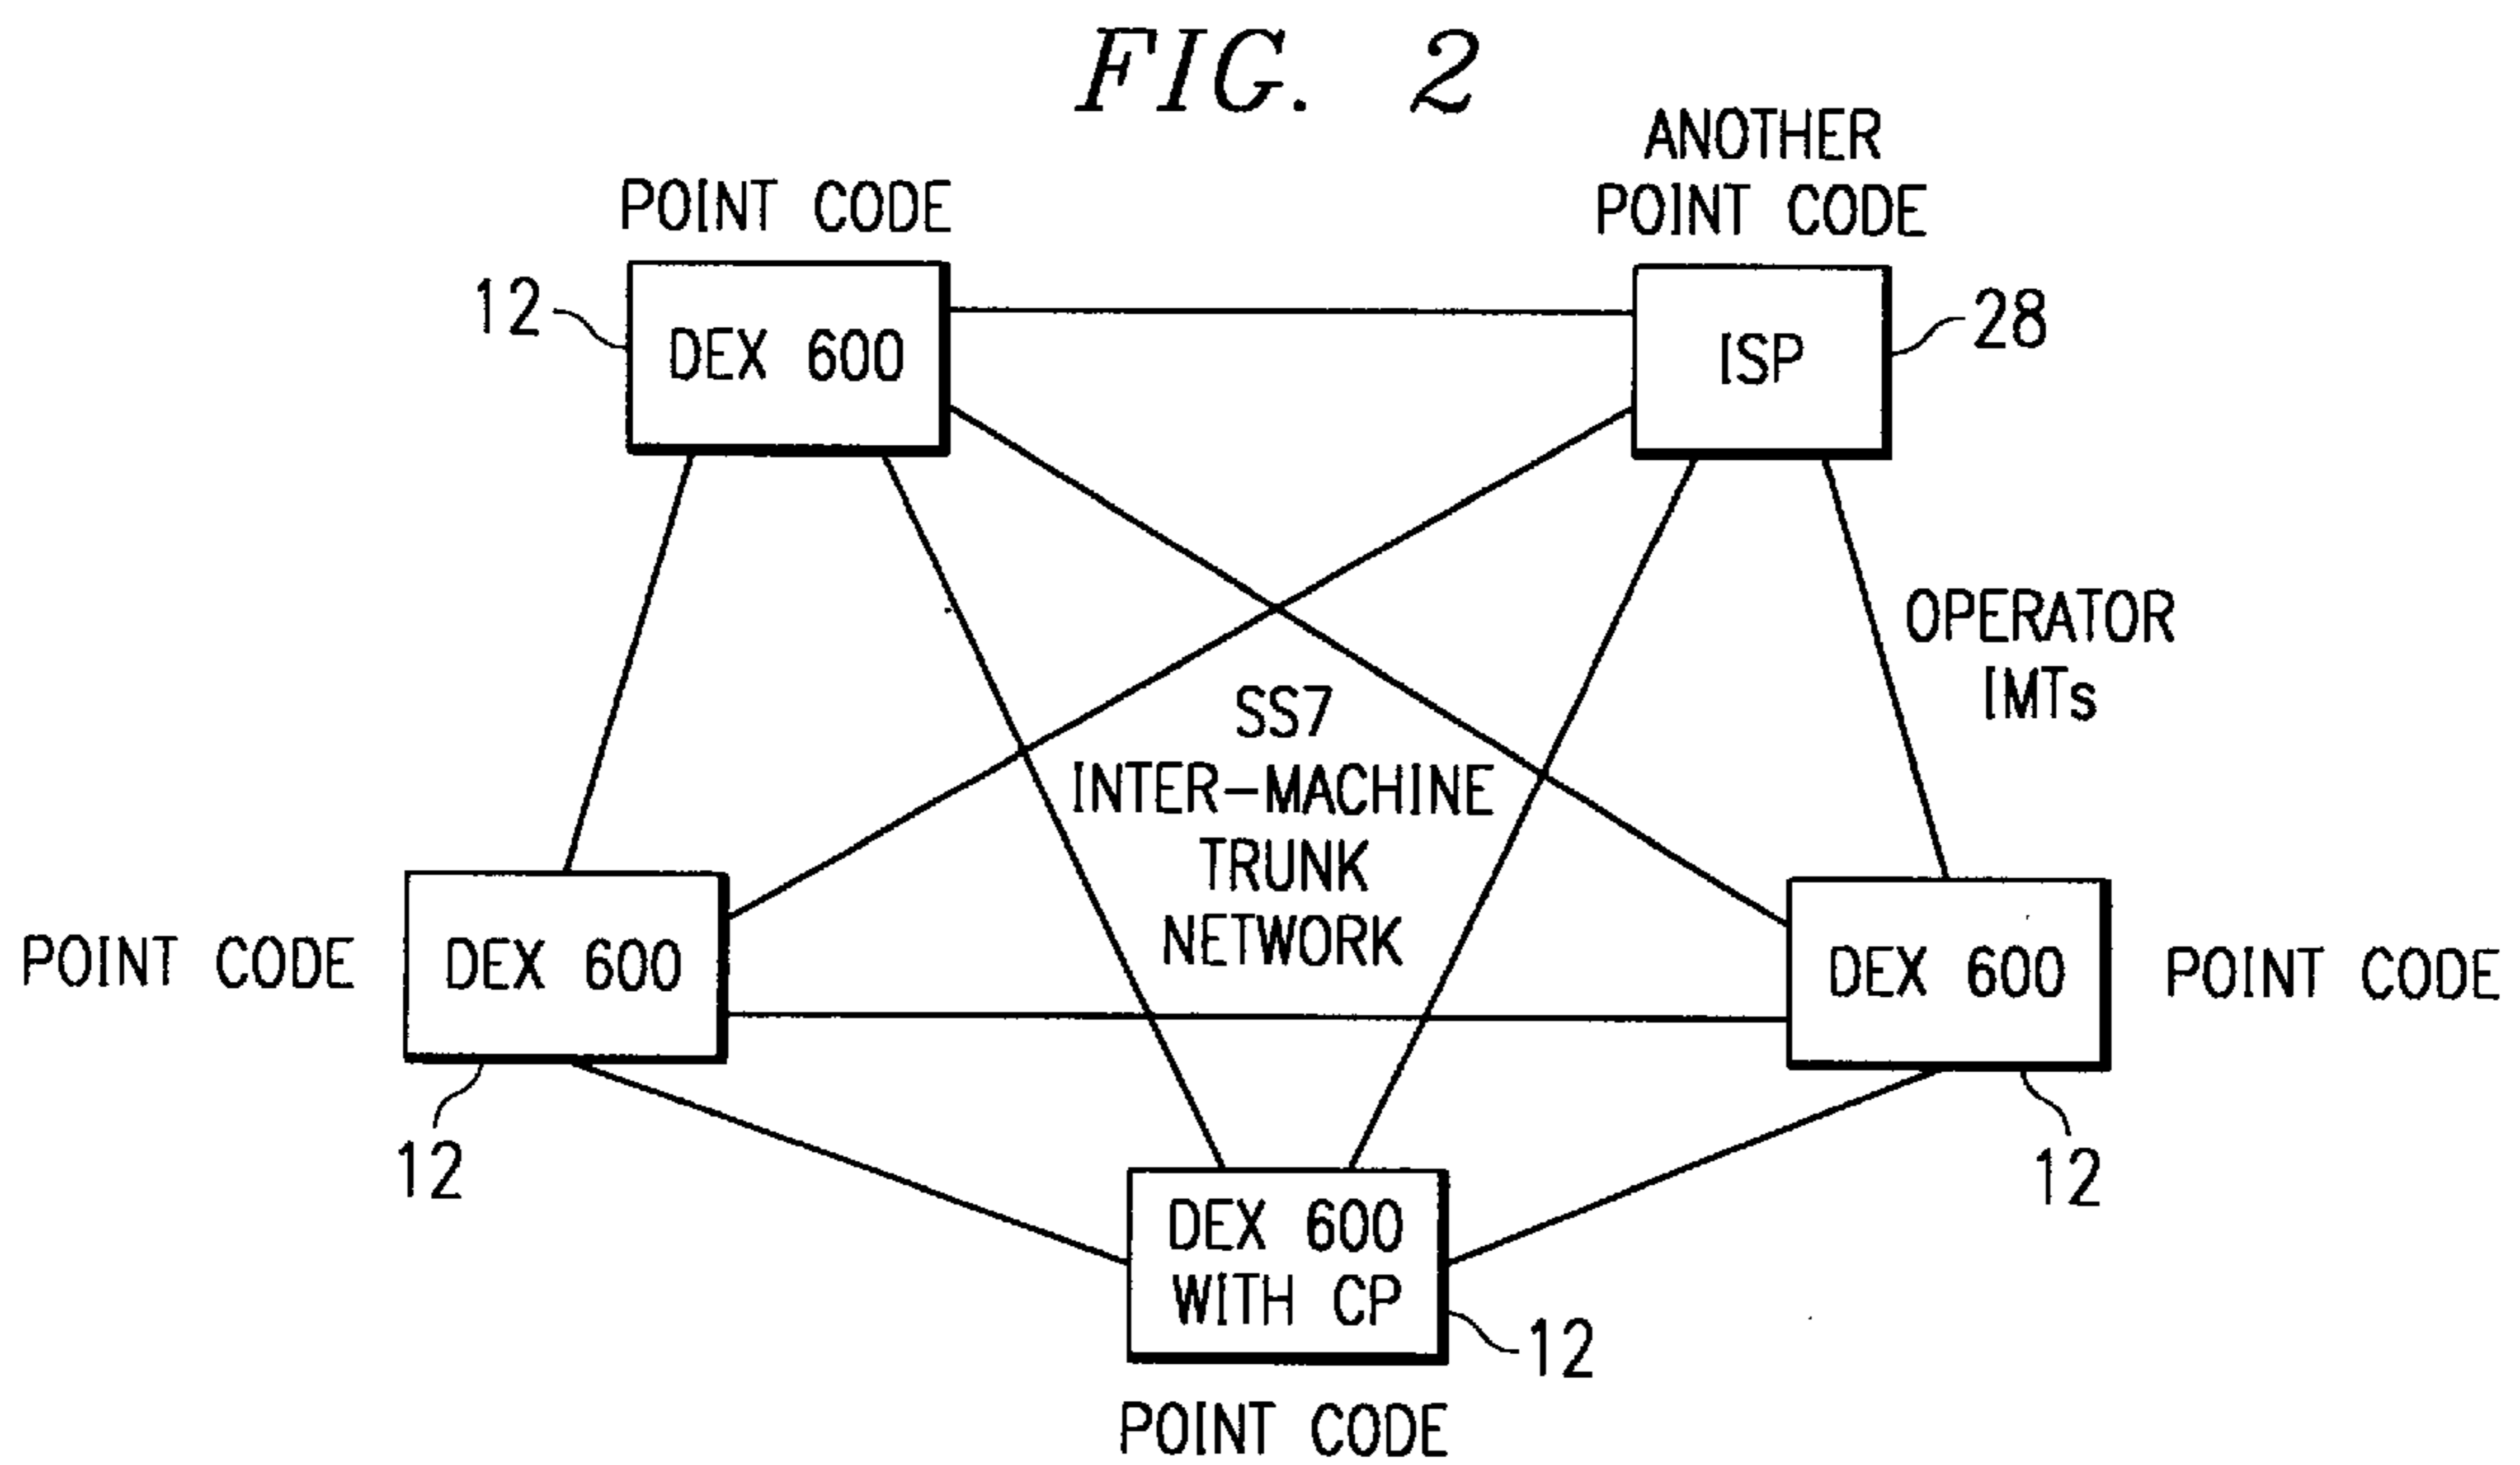 FIG. 2
ANOTHER
POINT CODE
POINT CODE
12
DEX 600
ISP
28
OPERATOR
IMTs
SS7
INTER-MACHINE
TRUNK
NETWORK
POINT CODE
DEX 600
DEX 600
POINT CODE
12
12
DEX 600
WITH CP
12
POINT CODE